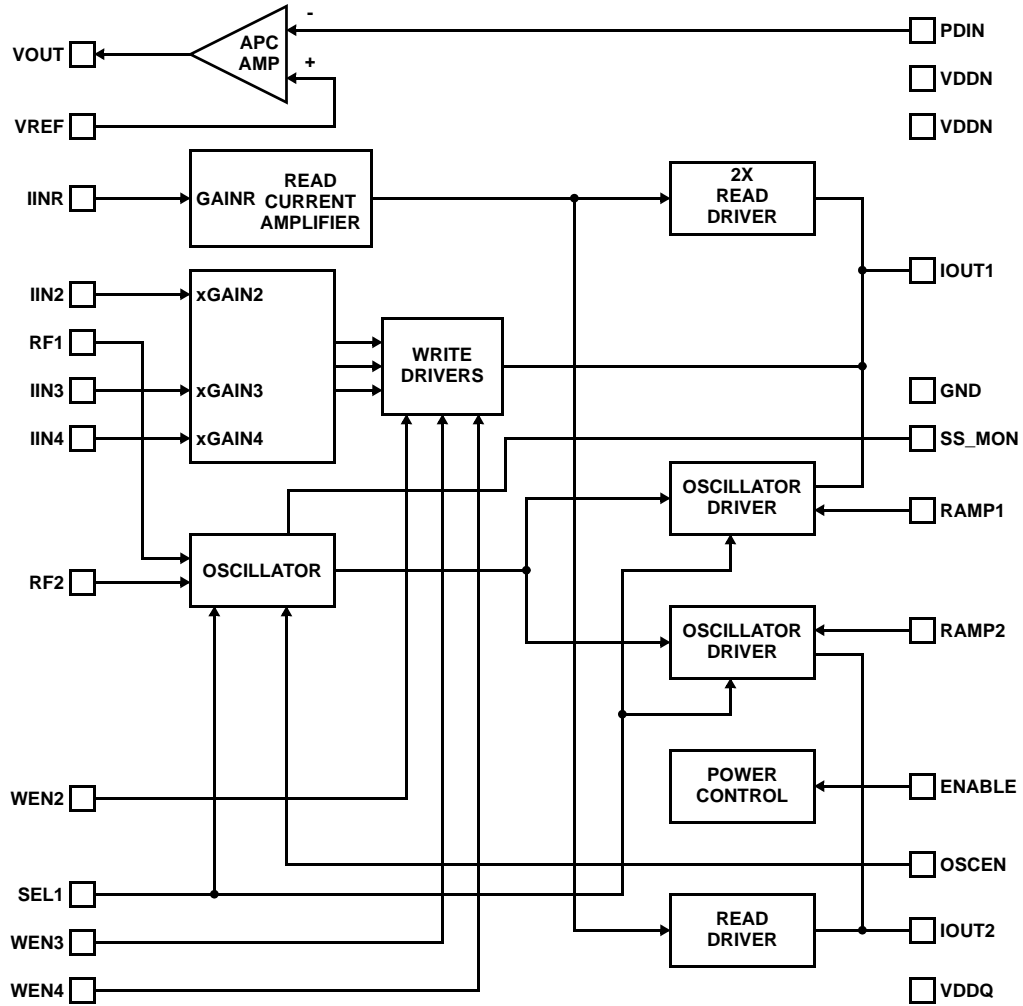 VOUT
APC
AMP
-
+
PDIN
VDDN
VREF
VDDN
IINR
GAINR
READ
CURRENT
AMPLIFIER
2X
READ
DRIVER
IOUT1
IIN2
xGAIN2
RF1
WRITE
DRIVERS
IIN3
xGAIN3
GND
IIN4
xGAIN4
SS_MON
OSCILLATOR
DRIVER
RAMP1
RF2
OSCILLATOR
OSCILLATOR
DRIVER
RAMP2
WEN2
POWER
CONTROL
ENABLE
OSCEN
SEL1
WEN3
READ
DRIVER
IOUT2
WEN4
VDDQ